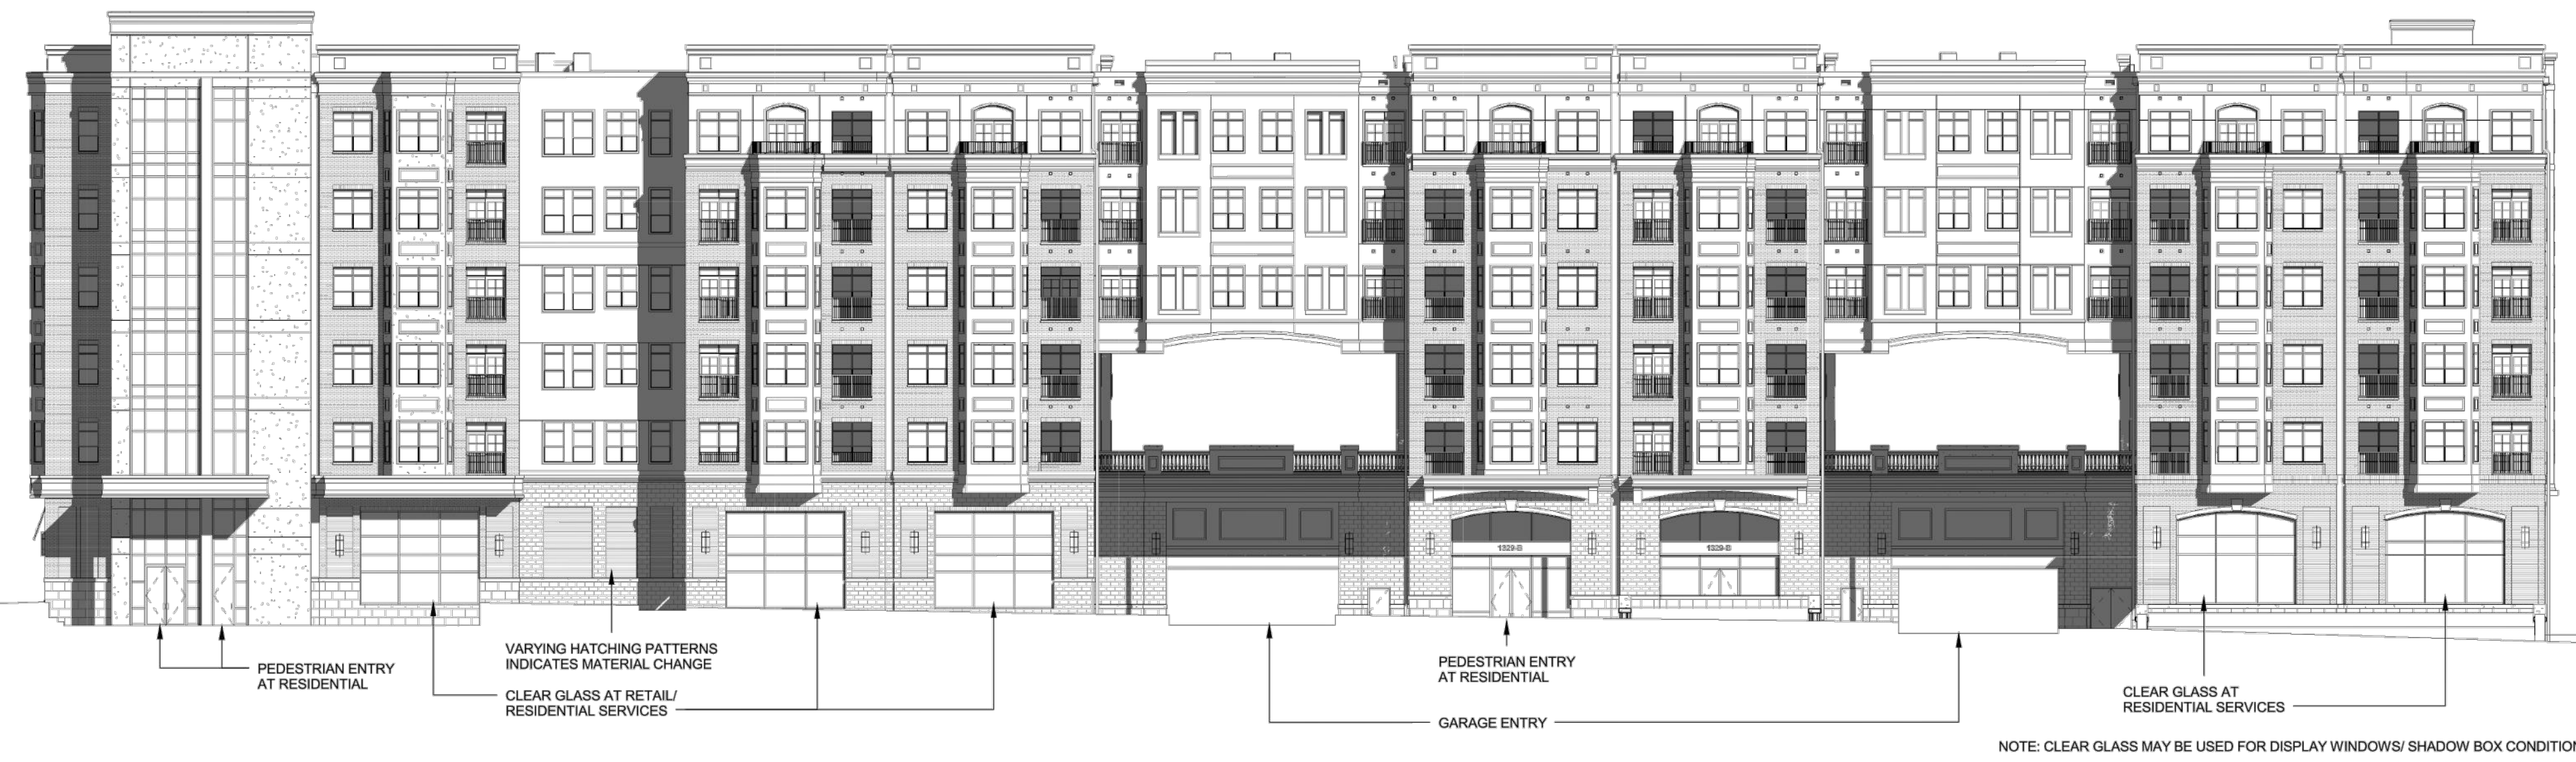 1329-B
1329-B
PEDESTRIAN ENTRY
AT RESIDENTIAL
VARYING HATCHING PATTERNS
INDICATES MATERIAL CHANGE
CLEAR GLASS AT RETAIL/
RESIDENTIAL SERVICES
PEDESTRIAN ENTRY
AT RESIDENTIAL
GARAGE ENTRY
CLEAR GLASS AT
RESIDENTIAL SERVICES
NOTE: CLEAR GLASS MAY BE USED FOR DISPLAY WINDOWS/ SHADOW BOX CONDITION